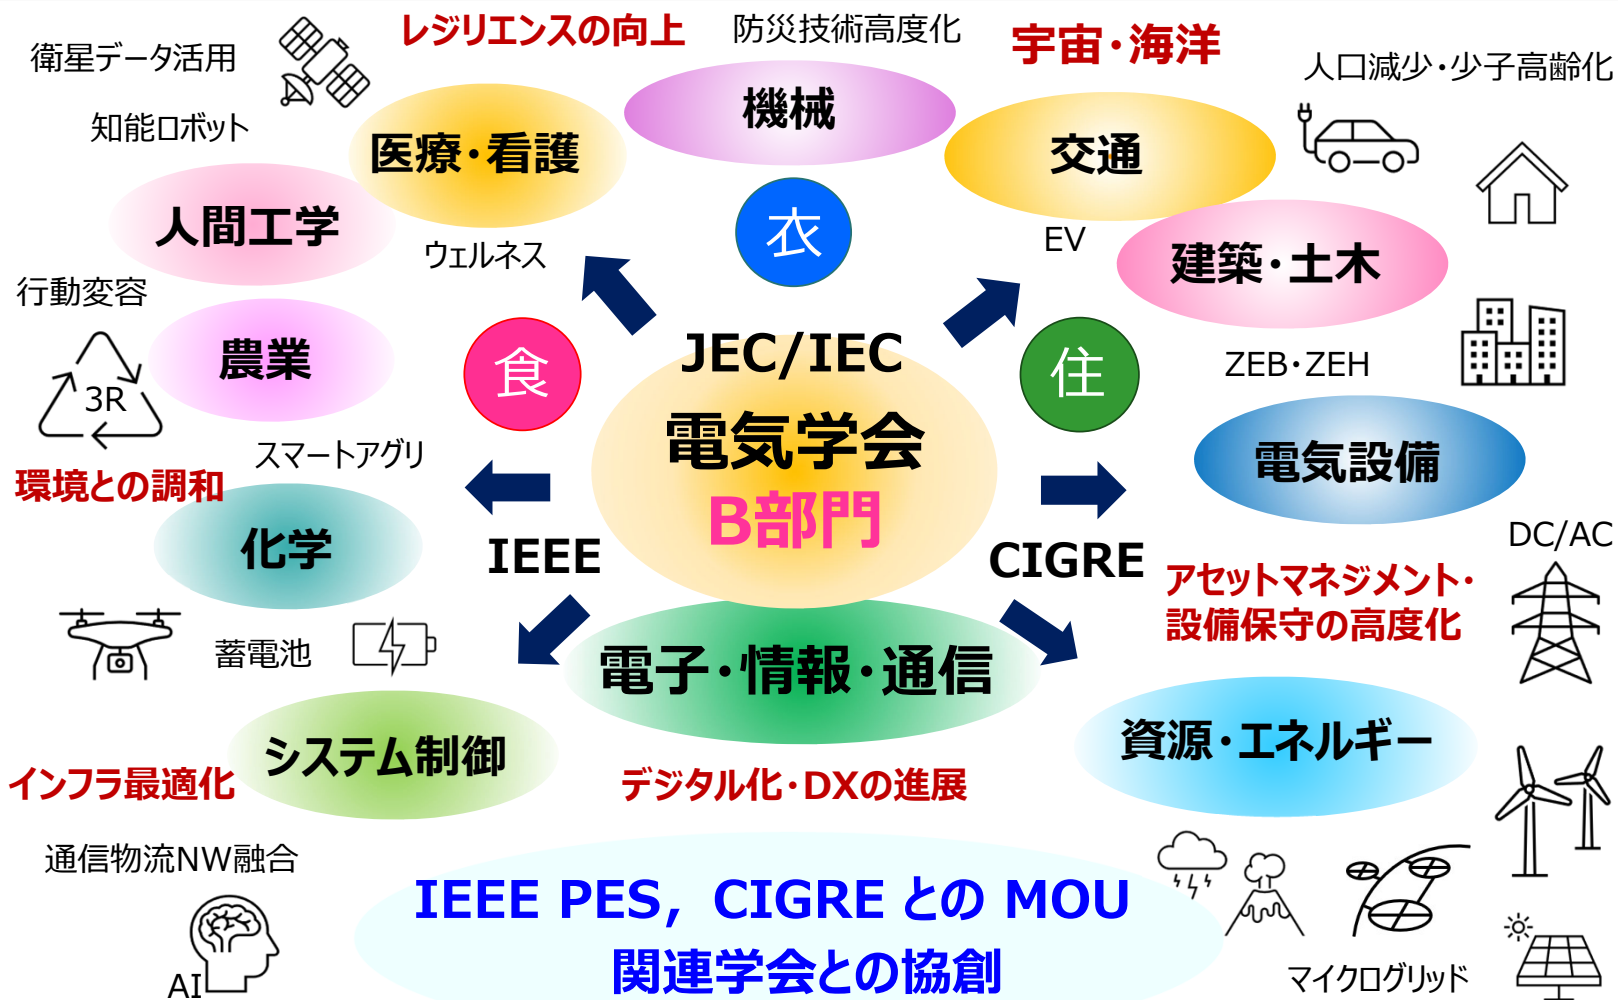 レジリエンスの向上
防災技術高度化
宇宙・海洋
衛星データ活用
人口減少・少子高齢化
機械
知能ロボット
医療・看護
交通
人間工学
衣
ウェルネス
EV
建築・土木
行動変容
農業
食
JEC/IEC
住
ZEB・ZEH
3R
電気学会
スマートアグリ
電気設備
環境との調和
B部門
化学
IEEE
CIGRE
DC/AC
アセットマネジメント・
設備保守の高度化
蓄電池
電子・情報・通信
システム制御
資源・エネルギー
インフラ最適化
デジタル化・DXの進展
通信物流NW融合
IEEE PES, CIGRE との MOU
関連学会との協創
AI
マイクログリッド